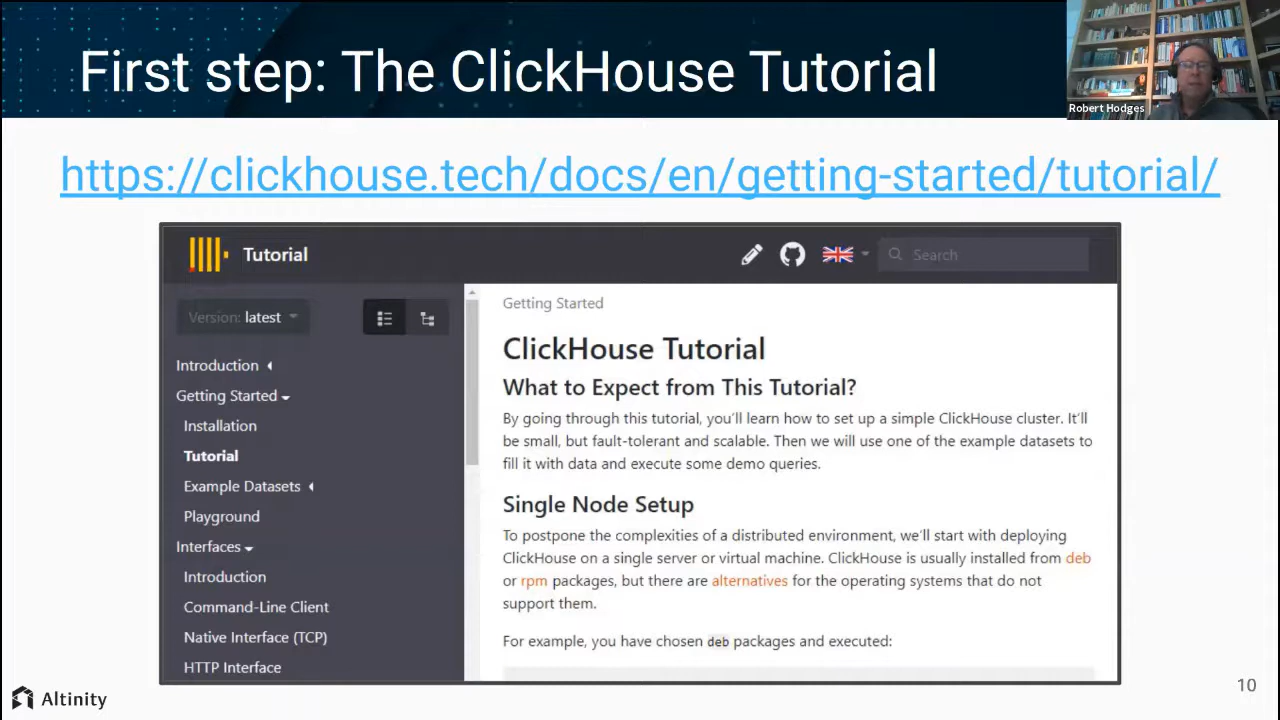 First step: The ClickHouse Tutorial
Robert Hodges
https://clickhouse.tech/docs/en/getting-started/tutorial/
Tutorial
Search
Version: latest
Introduction
Getting Started
Installation
Tutorial
Example Datasets
Playground
Interfaces
Introduction
Command-Line Client
Native Interface (TCP)
HTTP Interface
Getting Started
ClickHouse Tutorial
What to Expect from This Tutorial?
By going through this tutorial, you'll learn how to set up a simple ClickHouse cluster. It'll
be small, but fault-tolerant and scalable. Then we will use one of the example datasets to
fill it with data and execute some demo queries.
Single Node Setup
To postpone the complexities of a distributed environment, we'll start with deploying
ClickHouse on a single server or virtual machine. ClickHouse is usually installed from deb
or rpm packages, but there are alternatives for the operating systems that do not
support them.
For example, you have chosen deb packages and executed:
Altinity
10